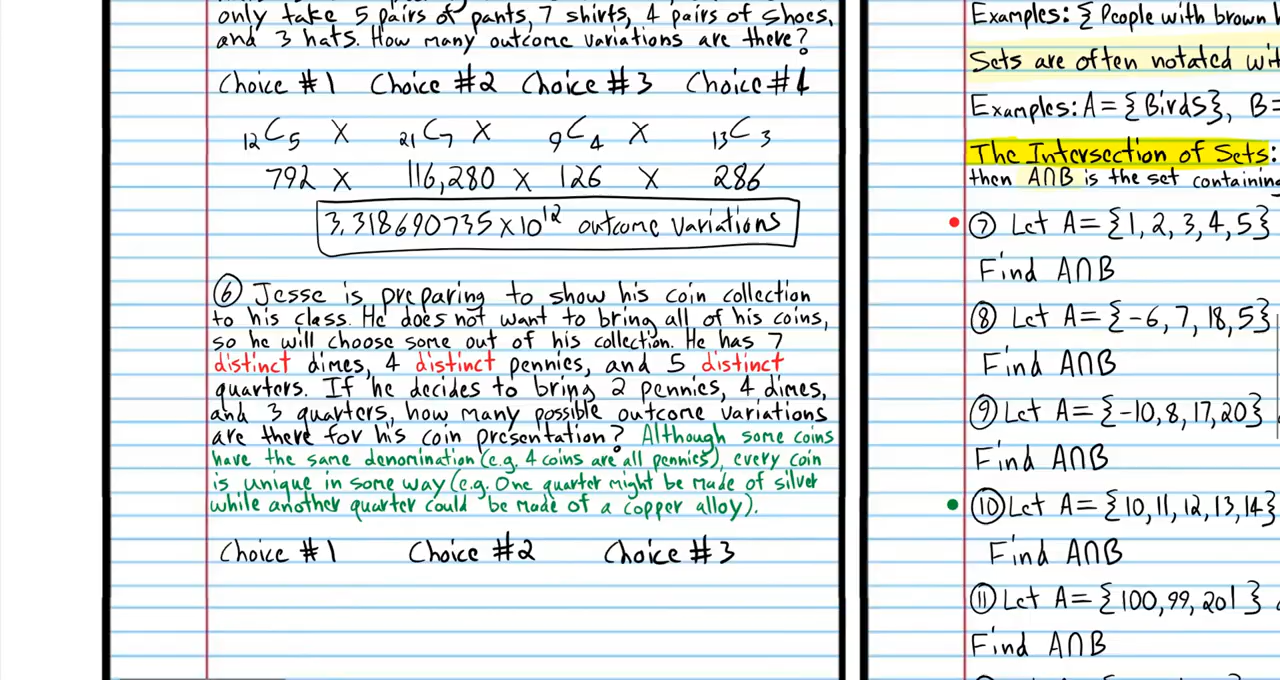 only take 5 pairs of pants, 7 shirts, 4 pairs of shoes,
and 3 hats. How many outcome variations are there?
Choice #1 Choice #2 Choice #3 Choice #4
₁₂C₅ X ₂₁C₇ X ₉C₄ X ₁₃C₃
792 X 116,280 X 126 X 286
3.318690735 X 10¹² outcome variations
⑥ Jesse is preparing to show his coin collection
to his class. He does not want to bring all of his coins,
so he will choose some out of his collection. He has 7
distinct dimes, 4 distinct pennies, and 5 distinct
quarters. If he decides to bring 2 pennies, 4 dimes,
and 3 quarters, how many possible outcome variations
are there for his coin presentation? Although some coins
have the same denomination (e.g. 4 coins are all pennies), every coin
is unique in some way (e.g. One quarter might be made of silver
while another quarter could be made of a copper alloy).
Choice #1 Choice #2 Choice #3
Examples: { People with brown
Sets are often notated wit
Examples: A = {Birds}, B =
The Intersection of Sets:
then A∩B is the set containing
⑦ Let A = {1, 2, 3, 4, 5}
Find A∩B
⑧ Let A = {-6, 7, 18, 5}
Find A∩B
⑨ Let A = {-10, 8, 17, 20}
Find A∩B
⑩ Let A = {10, 11, 12, 13, 14}
Find A∩B
⑪ Let A = {100, 99, 201}
Find A∩B